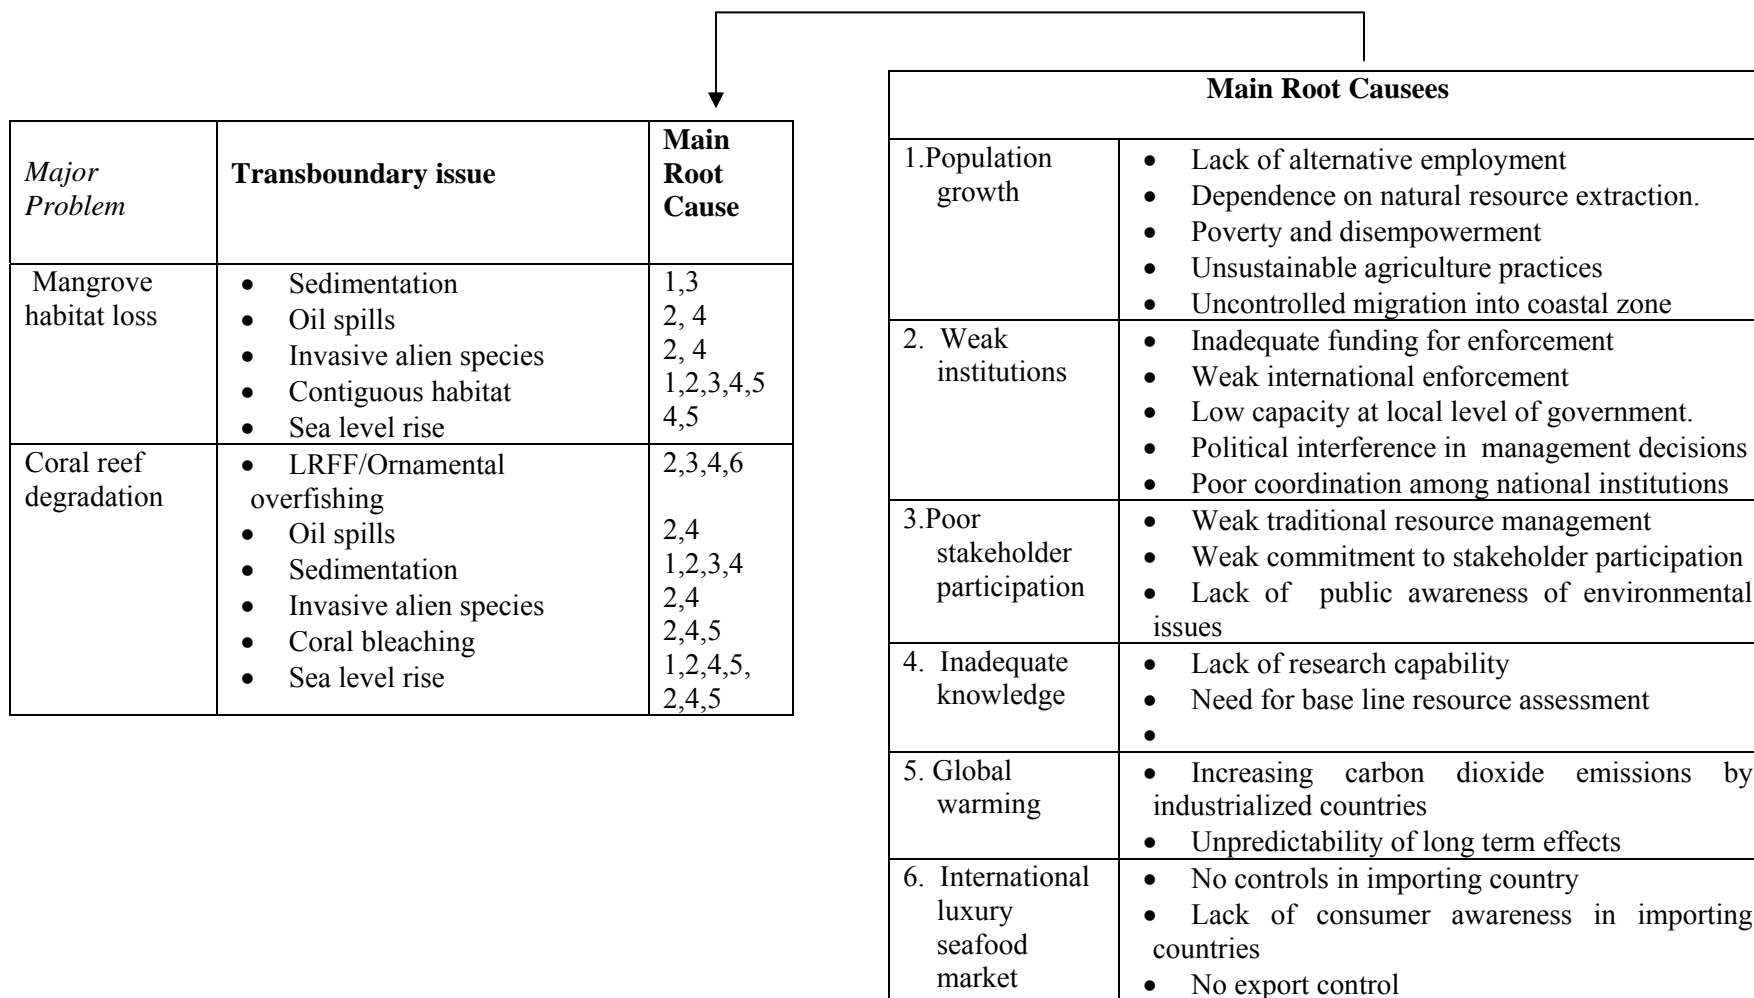 Major Problem
Transboundary issue
Main Root Cause
Mangrove habitat loss
• Sedimentation
• Oil spills
• Invasive alien species
• Contiguous habitat
• Sea level rise
1,3
2, 4
2, 4
1,2,3,4,5
4,5
Coral reef degradation
• LRFF/Ornamental
overfishing
• Oil spills
• Sedimentation
• Invasive alien species
• Coral bleaching
• Sea level rise
2,3,4,6
2,4
1,2,3,4
2,4
2,4,5
1,2,4,5,
2,4,5
Main Root Causees
1.Population
growth
• Lack of alternative employment
• Dependence on natural resource extraction.
• Poverty and disempowerment
• Unsustainable agriculture practices
• Uncontrolled migration into coastal zone
2. Weak
institutions
• Inadequate funding for enforcement
• Weak international enforcement
• Low capacity at local level of government.
• Political interference in management decisions
• Poor coordination among national institutions
3.Poor
stakeholder
participation
• Weak traditional resource management
• Weak commitment to stakeholder participation
• Lack of public awareness of environmental
issues
4. Inadequate
knowledge
• Lack of research capability
• Need for base line resource assessment
•
5. Global
warming
• Increasing carbon dioxide emissions by
industrialized countries
• Unpredictability of long term effects
6. International
luxury
seafood
market
• No controls in importing country
• Lack of consumer awareness in importing
countries
• No export control